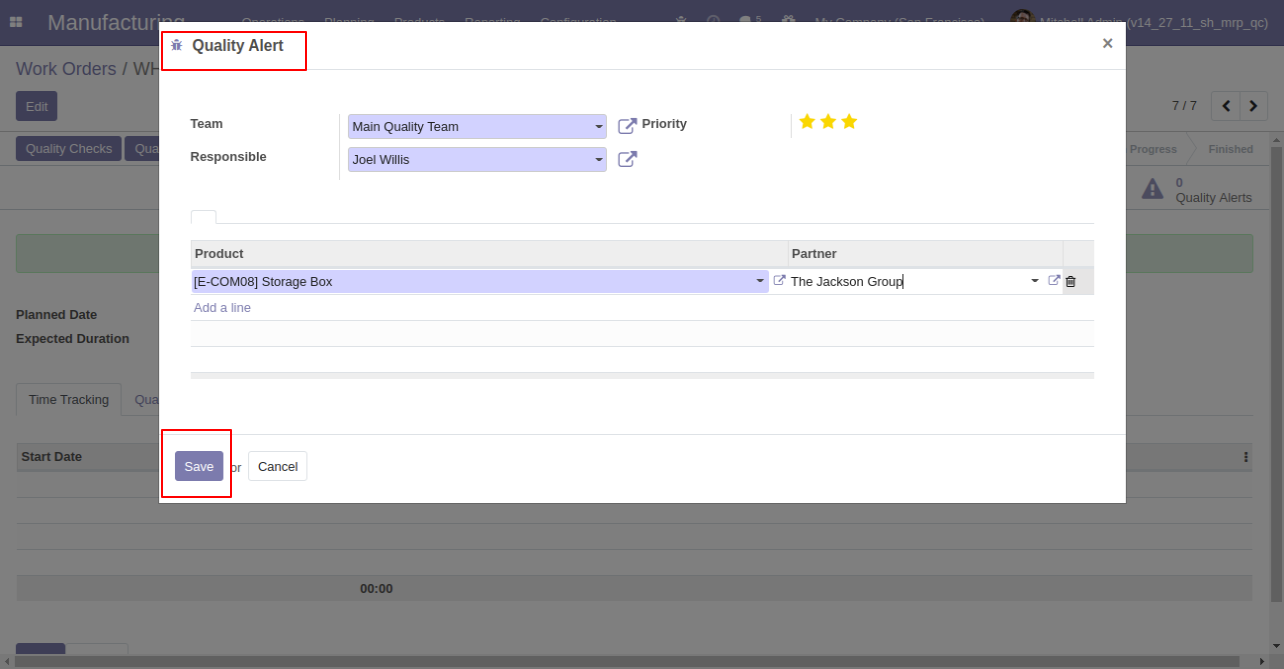 Manufacturing Operations Planning Products Reporting Configuration 5 My Company (San Francisco) Mitchell Admin (v14_27_11_sh_mrp_qc)
Quality Alert ×
Work Orders / WH
Edit 7 / 7
Team Main Quality Team Priority
Quality Checks Qua Progress Finished
Responsible Joel Willis
0
Quality Alerts
Product Partner
[E-COM08] Storage Box The Jackson Group
Add a line
Planned Date
Expected Duration
Time Tracking Qua
Start Date
Save or Cancel
00:00